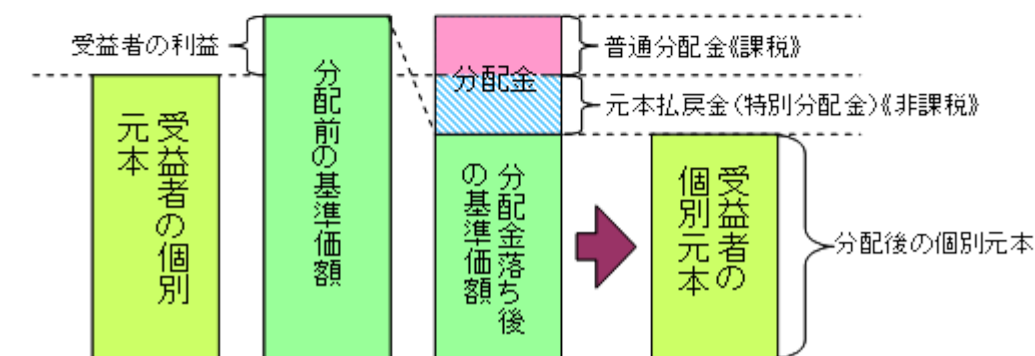 受益者の利益
受益者の個別
元本
分配前の基準価額
分配金
分配金落ち後
の基準価額
普通分配金《課税》
元本払戻金(特別分配金)《非課税》
受益者の
個別元本
分配後の個別元本